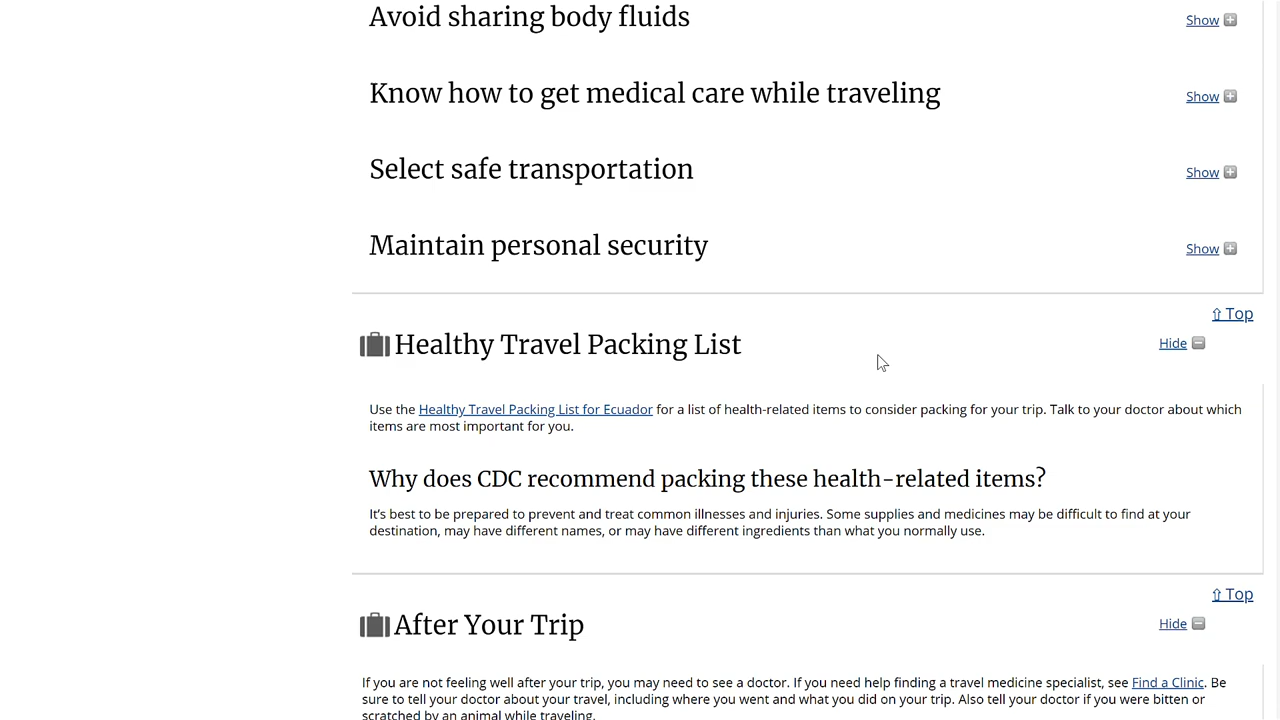 Avoid sharing body fluids
Show
Know how to get medical care while traveling
Show
Select safe transportation
Show
Maintain personal security
Show
⇧ Top
Healthy Travel Packing List
Hide
Use the Healthy Travel Packing List for Ecuador for a list of health-related items to consider packing for your trip. Talk to your doctor about which
items are most important for you.
Why does CDC recommend packing these health-related items?
It's best to be prepared to prevent and treat common illnesses and injuries. Some supplies and medicines may be difficult to find at your
destination, may have different names, or may have different ingredients than what you normally use.
⇧ Top
After Your Trip
Hide
If you are not feeling well after your trip, you may need to see a doctor. If you need help finding a travel medicine specialist, see Find a Clinic. Be
sure to tell your doctor about your travel, including where you went and what you did on your trip. Also tell your doctor if you were bitten or
scratched by an animal while traveling.